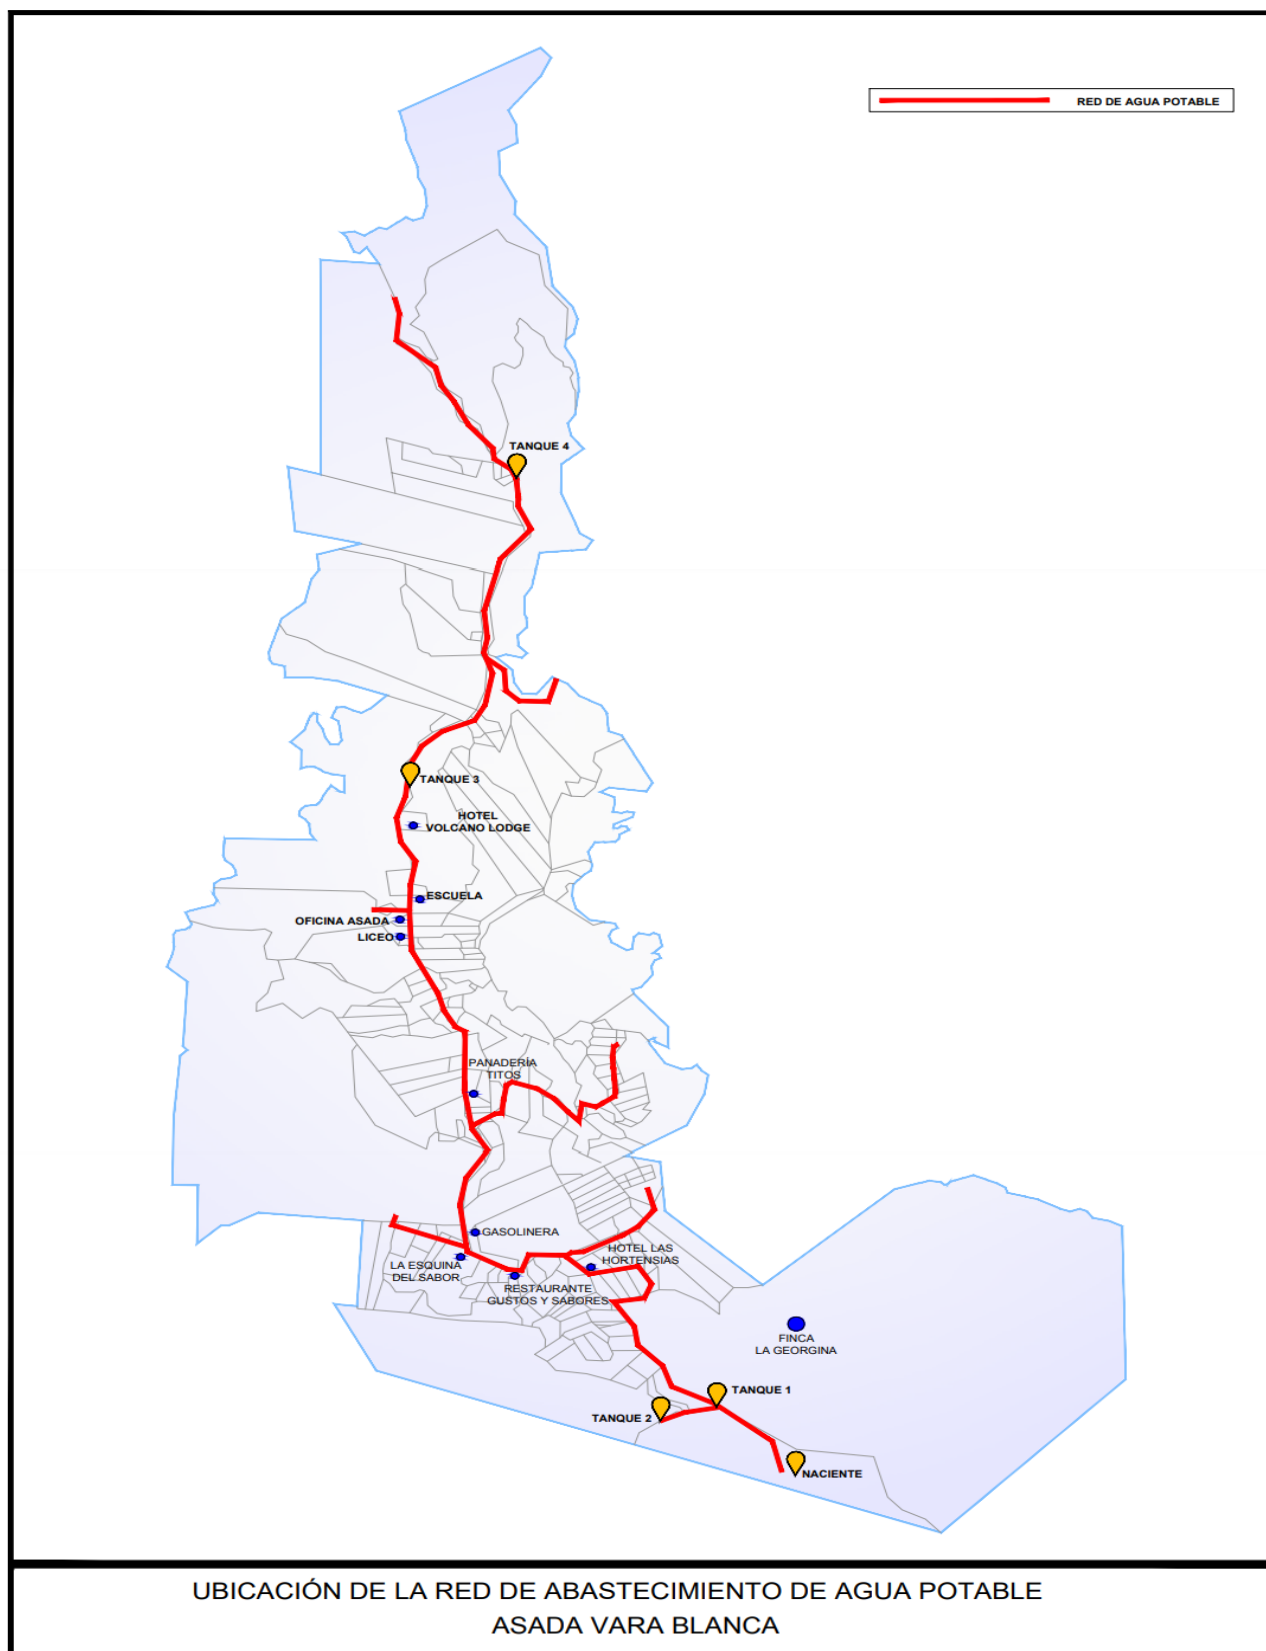 RED DE AGUA POTABLE
TANQUE 4
TANQUE 3
HOTEL
VOLCANO LODGE
ESCUELA
OFICINA ASADA
LICEO
PANADERÍA
TITOS
GASOLINERA
LA ESQUINA
DEL SABOR
HOTEL LAS
HORTENSIAS
RESTAURANTE
GUSTOS Y SABORES
FINCA
LA GEORGINA
TANQUE 1
TANQUE 2
NACIENTE
UBICACIÓN DE LA RED DE ABASTECIMIENTO DE AGUA POTABLE
ASADA VARA BLANCA